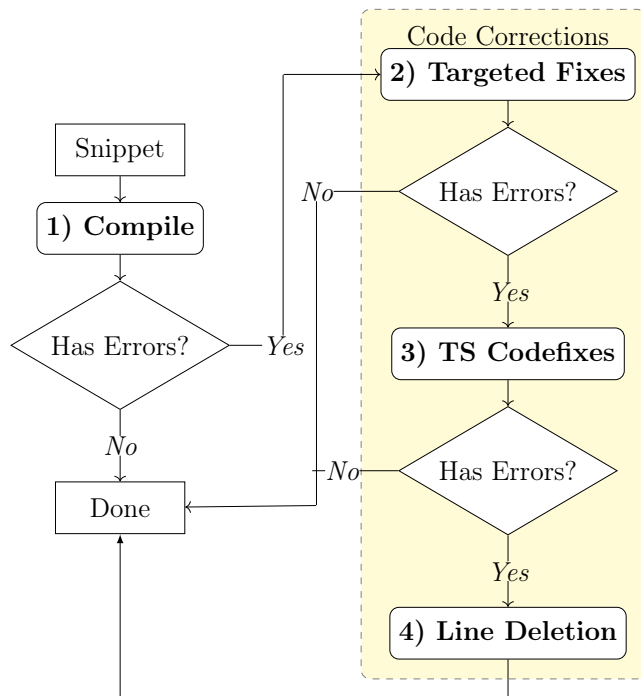 Code Corrections
2) Targeted Fixes
Snippet
No
Has Errors?
1) Compile
Yes
Has Errors?
Yes
3) TS Codefixes
No
No
Has Errors?
Done
Yes
4) Line Deletion